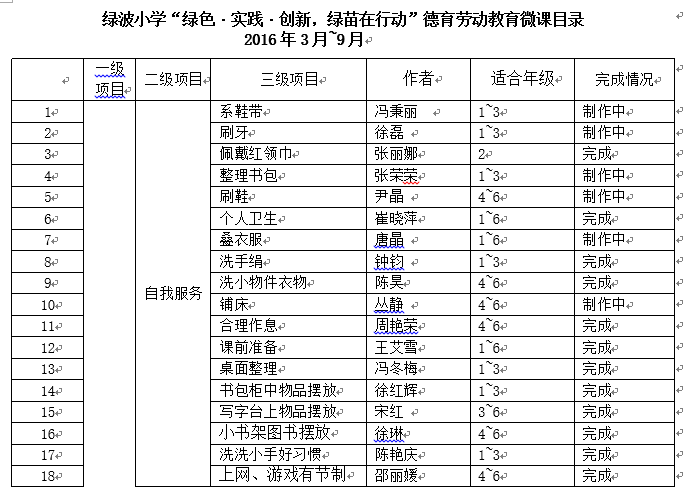 绿波小学“绿色·实践·创新，绿苗在行动”德育劳动教育微课目录
2016年3月~9月
一级项目 二级项目 三级项目 作者 适合年级 完成情况
1 系鞋带 冯秉丽 1~3 制作中
2 刷牙 徐磊 1~3 制作中
3 佩戴红领巾 张丽娜 2 完成
4 整理书包 张荣荣 1~3 制作中
5 刷鞋 尹晶 4~6 制作中
6 个人卫生 崔晓萍 1~6 完成
7 叠衣服 唐晶 1~6 制作中
8 洗手绢 钟钧 1~3 完成
9 洗小物件衣物 陈昊 4~6 完成
自我服务
10 铺床 丛静 4~6 制作中
11 合理作息 周艳荣 4~6 完成
12 课前准备 王艾雪 1~6 完成
13 桌面整理 冯冬梅 1~3 完成
14 书包柜中物品摆放 徐红辉 1~3 完成
15 写字台上物品摆放 宋红 3~6 完成
16 小书架图书摆放 徐琳 4~6 完成
17 洗洗小手好习惯 陈艳庆 1~3 完成
18 上网、游戏有节制 邵丽媛 4~6 完成